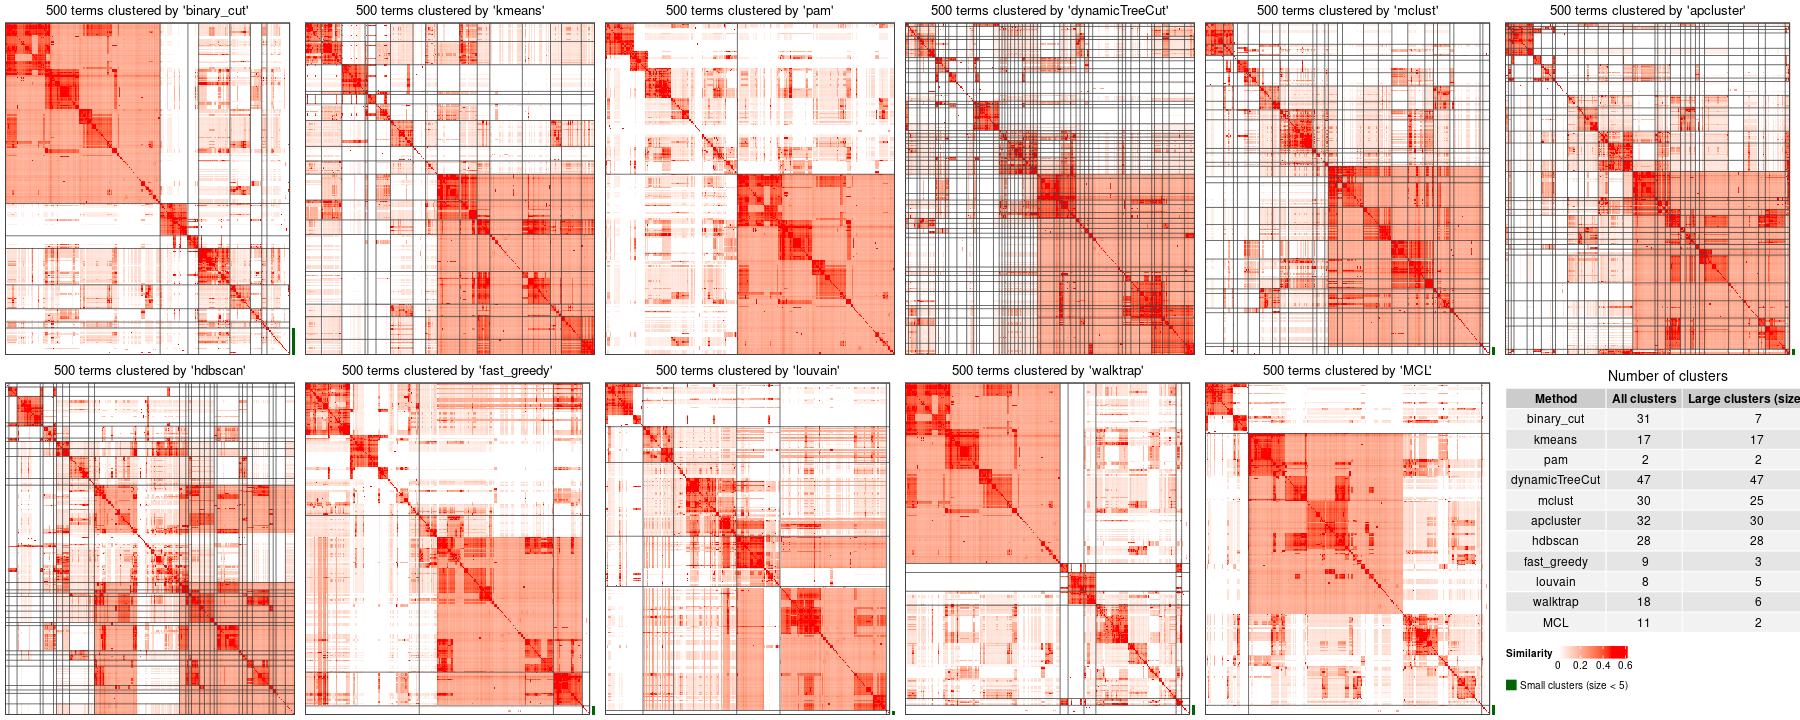 500 terms clustered by 'binary_cut'
500 terms clustered by 'kmeans'
500 terms clustered by 'pam'
500 terms clustered by 'dynamicTreeCut'
500 terms clustered by 'mclust'
500 terms clustered by 'apcluster'
500 terms clustered by 'hdbscan'
500 terms clustered by 'fast_greedy'
500 terms clustered by 'louvain'
500 terms clustered by 'walktrap'
500 terms clustered by 'MCL'
Number of clusters
Method All clusters Large clusters (size
binary_cut 31 7
kmeans 17 17
pam 2 2
dynamicTreeCut 47 47
mclust 30 25
apcluster 32 30
hdbscan 28 28
fast_greedy 9 3
louvain 8 5
walktrap 18 6
MCL 11 2
Similarity
0 0.2 0.4 0.6
Small clusters (size < 5)